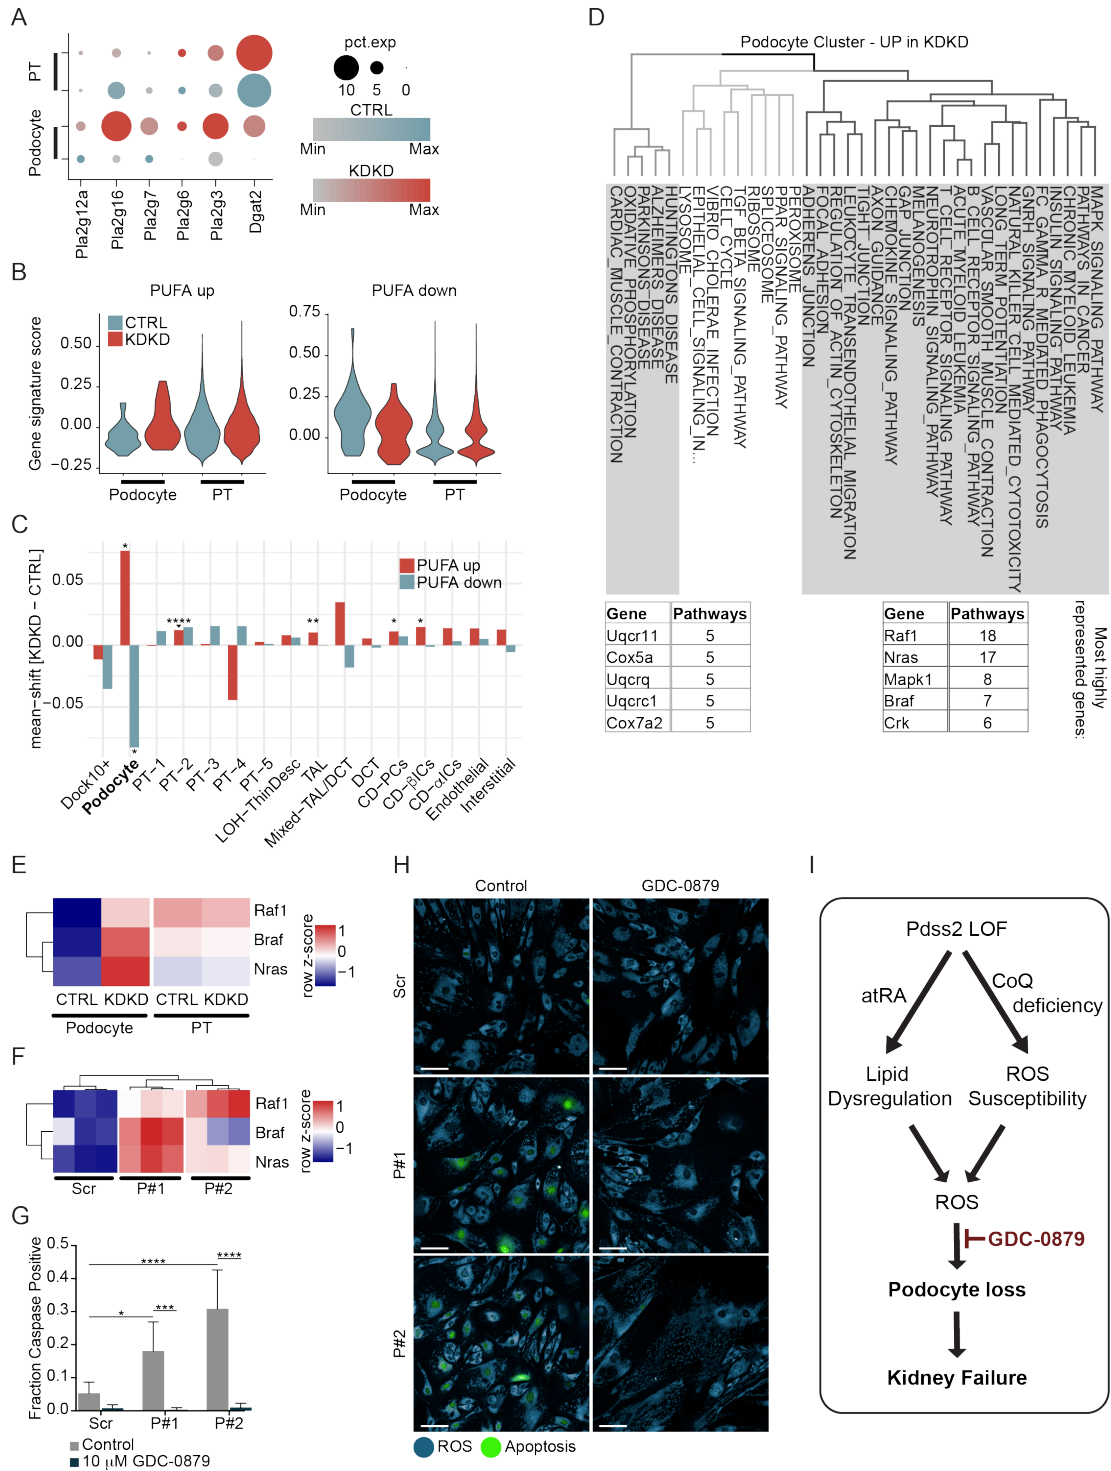 A
PT
Podocyte
Pla2g12a
Pla2g16
Pla2g7
Pla2g6
Pla2g3
Dgat2
pct.exp
10 5 0
CTRL
Min Max
KDKD
Min Max
B
PUFA up
PUFA down
Gene signature score
0.50
0.25
0.00
−0.25
CTRL
KDKD
0.75
0.50
0.25
0.00
Podocyte PT
Podocyte PT
C
mean−shift [KDKD − CTRL]
0.05
0.00
−0.05
PUFA up
PUFA down
*
** **
**
*
*
*
Dock10+
Podocyte
PT−1
PT−2
PT−3
PT−4
PT−5
LOH−ThinDesc
TAL
Mixed−TAL/DCT
DCT
CD−PCs
CD−βICs
CD−αICs
Endothelial
Interstitial
D
Podocyte Cluster - UP in KDKD
CARDIAC_MUSCLE_CONTRACTION
OXIDATIVE_PHOSPHORYLATION
PARKINSONS_DISEASE
ALZHEIMERS_DISEASE
HUNTINGTONS_DISEASE
LYSOSOME
EPITHELIAL_CELL_SIGNALING_IN...
VIBRIO_CHOLERAE_INFECTION
CELL_CYCLE
TGF_BETA_SIGNALING_PATHWAY
RIBOSOME
SPLICEOSOME
PPAR_SIGNALING_PATHWAY
PEROXISOME
ADHERENS_JUNCTION
FOCAL_ADHESION
REGULATION_OF_ACTIN_CYTOSKELETON
LEUKOCYTE_TRANSENDOTHELIAL_MIGRATION
TIGHT_JUNCTION
AXON_GUIDANCE
CHEMOKINE_SIGNALING_PATHWAY
GAP_JUNCTION
MELANOGENESIS
NEUROTROPHIN_SIGNALING_PATHWAY
T_CELL_RECEPTOR_SIGNALING_PATHWAY
ACUTE_MYELOID_LEUKEMIA
B_CELL_RECEPTOR_SIGNALING_PATHWAY
VASCULAR_SMOOTH_MUSCLE_CONTRACTION
LONG_TERM_POTENTIATION
NATURAL_KILLER_CELL_MEDIATED_CYTOTOXICITY
GNRH_SIGNALING_PATHWAY
FC_GAMMA_R_MEDIATED_PHAGOCYTOSIS
INSULIN_SIGNALING_PATHWAY
CHRONIC_MYELOID_LEUKEMIA
PATHWAYS_IN_CANCER
MAPK_SIGNALING_PATHWAY
Gene Pathways
Uqcr11 5
Cox5a 5
Uqcrq 5
Uqcrc1 5
Cox7a2 5
Gene Pathways
Raf1 18
Nras 17
Mapk1 8
Braf 7
Crk 6
Most highly
represented genes:
E
Raf1
Braf
Nras
row z-score
1
0
−1
CTRL KDKD CTRL KDKD
Podocyte PT
F
Raf1
Braf
Nras
row z-score
1
0
−1
Scr P#1 P#2
G
Fraction Caspase Positive
0.5
0.4
0.3
0.2
0.1
0.0
****
****
*
***
Scr P#1 P#2
Control
10 μM GDC-0879
H
Control GDC-0879
Scr
P#1
P#2
ROS Apoptosis
I
Pdss2 LOF
atRA
CoQ
deficiency
Lipid
Dysregulation
ROS
Susceptibility
ROS
GDC-0879
Podocyte loss
Kidney Failure